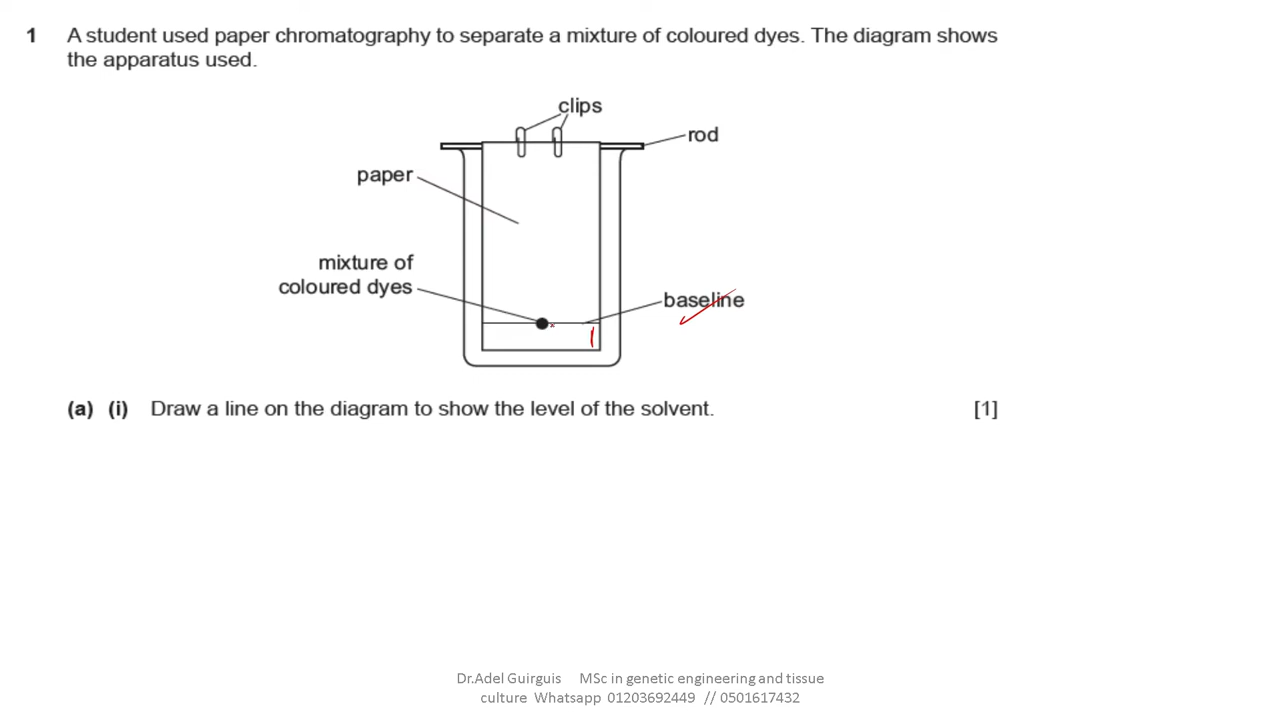 1 A student used paper chromatography to separate a mixture of coloured dyes. The diagram shows
the apparatus used.
clips
rod
paper
mixture of
coloured dyes
baseline
(a) (i) Draw a line on the diagram to show the level of the solvent. [1]
Dr.Adel Guirguis MSc in genetic engineering and tissue
culture Whatsapp 01203692449 // 0501617432